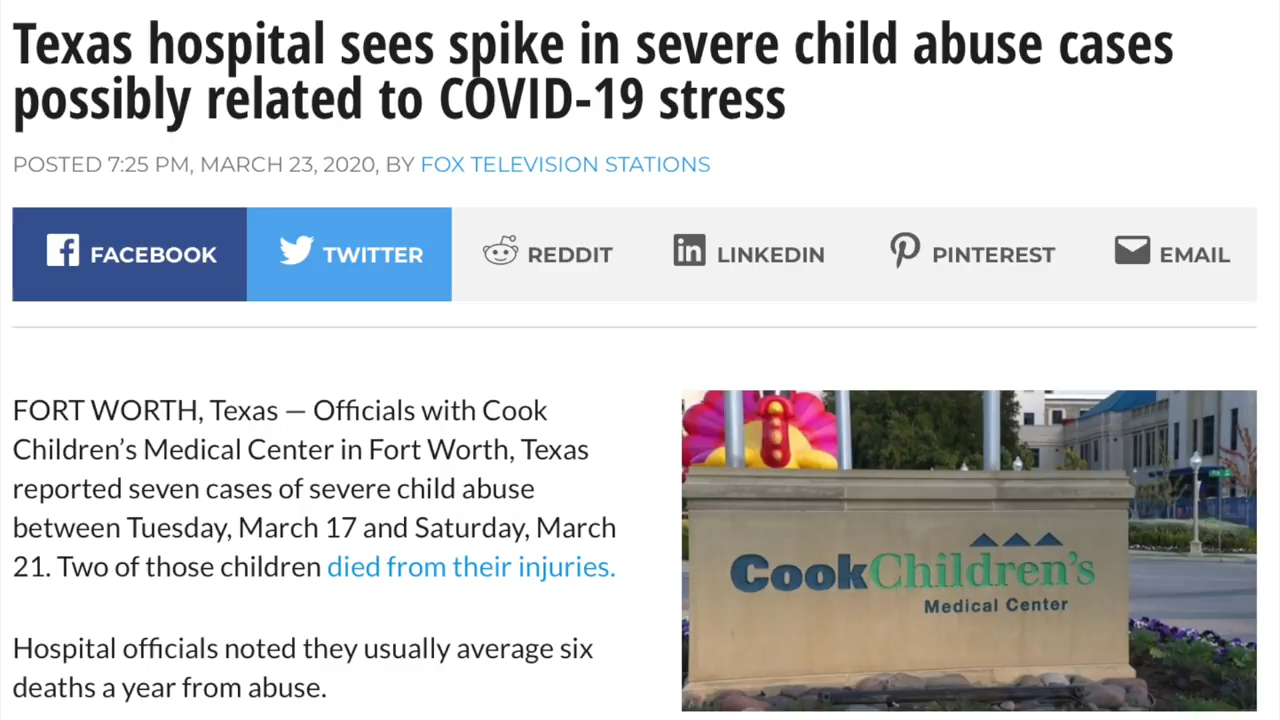 Texas hospital sees spike in severe child abuse cases
possibly related to COVID-19 stress
POSTED 7:25 PM, MARCH 23, 2020, BY FOX TELEVISION STATIONS
FACEBOOK TWITTER REDDIT LINKEDIN PINTEREST EMAIL
FORT WORTH, Texas — Officials with Cook
Children’s Medical Center in Fort Worth, Texas
reported seven cases of severe child abuse
between Tuesday, March 17 and Saturday, March
21. Two of those children died from their injuries.
Hospital officials noted they usually average six
deaths a year from abuse.
CookChildren's
Medical Center